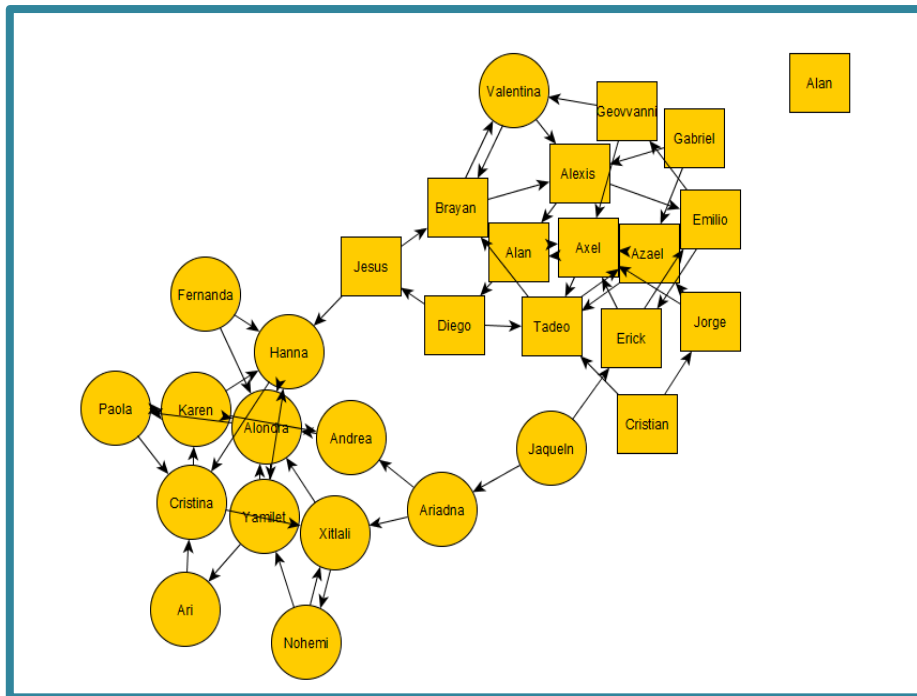 Valentina
Geovvanni
Alan
Gabriel
Alexis
Brayan
Emilio
Alan
Axel
Azael
Jesus
Fernanda
Diego
Tadeo
Erick
Jorge
Hanna
Paola
Karen
Alondra
Andrea
Cristian
Jaqueln
Cristina
Yamilet
Xitlali
Ariadna
Ari
Nohemi